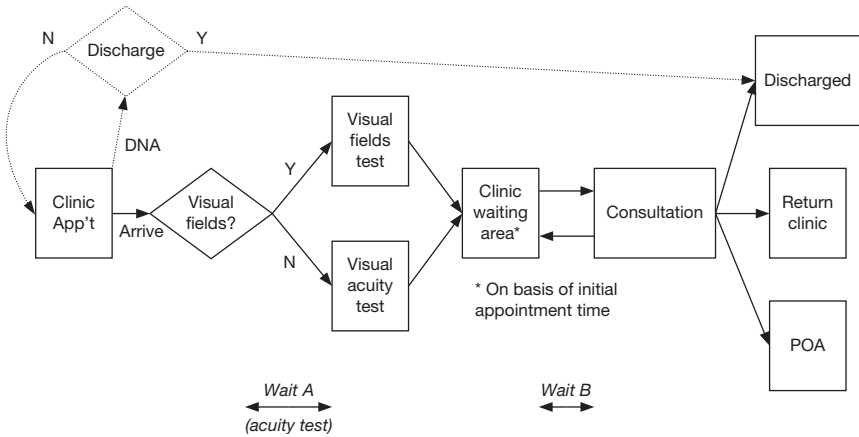 N
Discharge
Y
Discharged
DNA
Visual
fields
test
Y
Clinic
App't
Arrive
Visual
fields?
Clinic
waiting
area*
Consultation
Return
clinic
N
Visual
acuity
test
* On basis of initial
appointment time
POA
Wait A
(acuity test)
Wait B